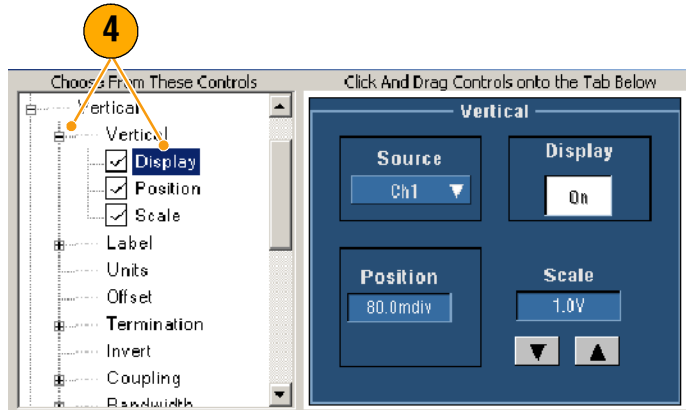 4
Choose From These Controls
Click And Drag Controls onto the Tab Below
Vertical
Vertical
Display
Position
Scale
Label
Units
Offset
Termination
Invert
Coupling
Bandwidth
Vertical
Source
Ch1
Display
On
Position
80.0mdiv
Scale
1.0V